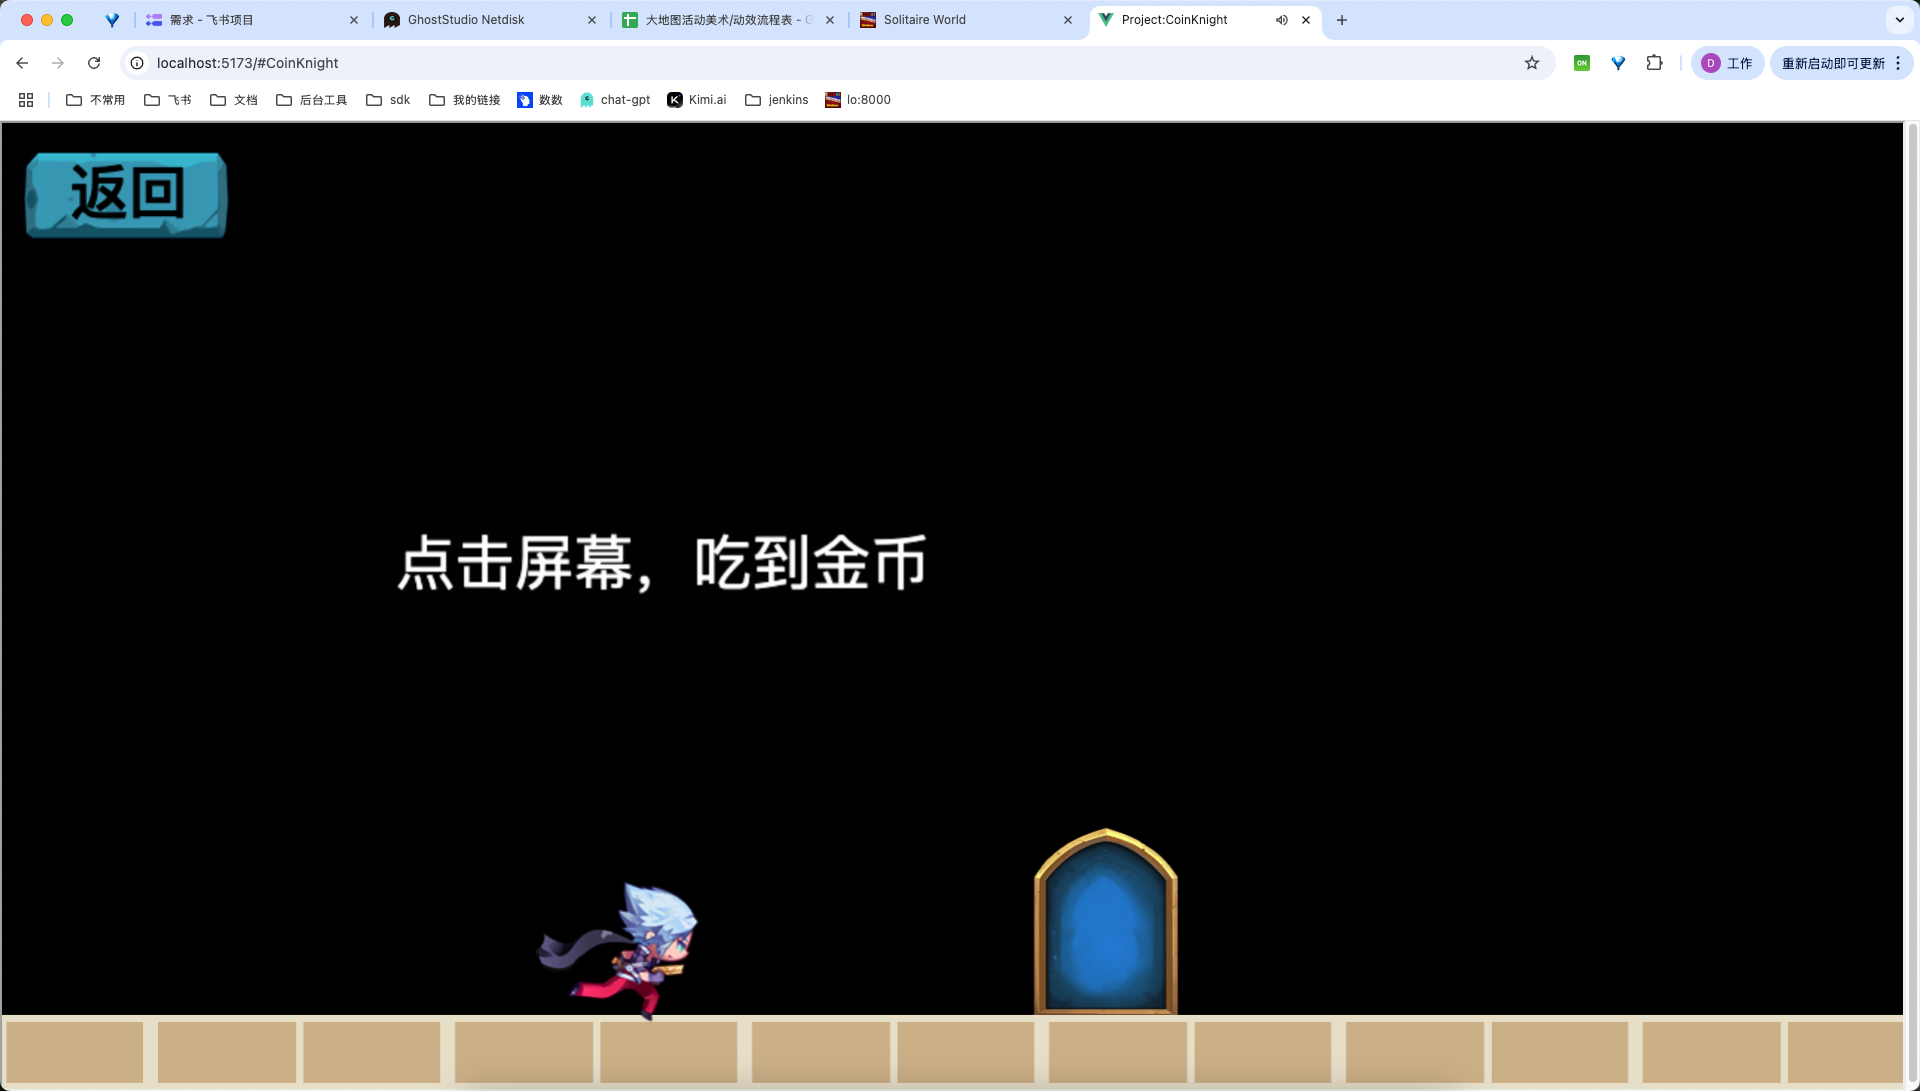 需求 - 飞书项目
GhostStudio Netdisk
大地图活动美术/动效流程表 - G
Solitaire World
Project:CoinKnight
localhost:5173/#CoinKnight
ON
D
工作
重新启动即可更新
不常用
飞书
文档
后台工具
sdk
我的链接
数数
chat-gpt
Kimi.ai
jenkins
lo:8000
返回
点击屏幕，吃到金币